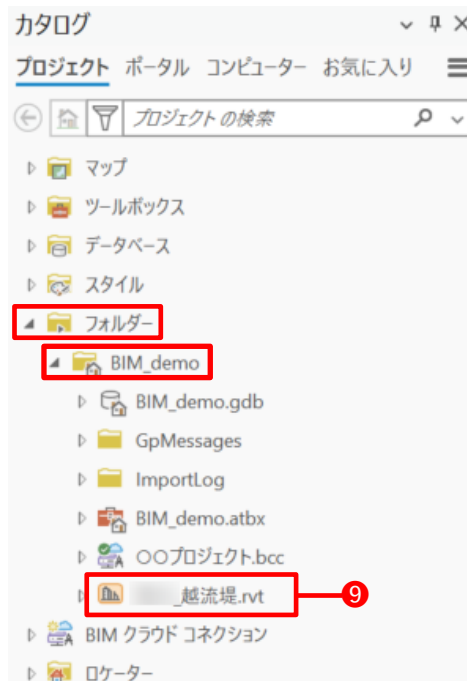 カタログ
プロジェクト ポータル コンピューター お気に入り
プロジェクト の検索
マップ
ツールボックス
データベース
スタイル
フォルダー
BIM_demo
BIM_demo.gdb
GpMessages
ImportLog
BIM_demo.atbx
〇〇プロジェクト.bcc
_越流堤.rvt
❾
BIM クラウド コネクション
ロケーター